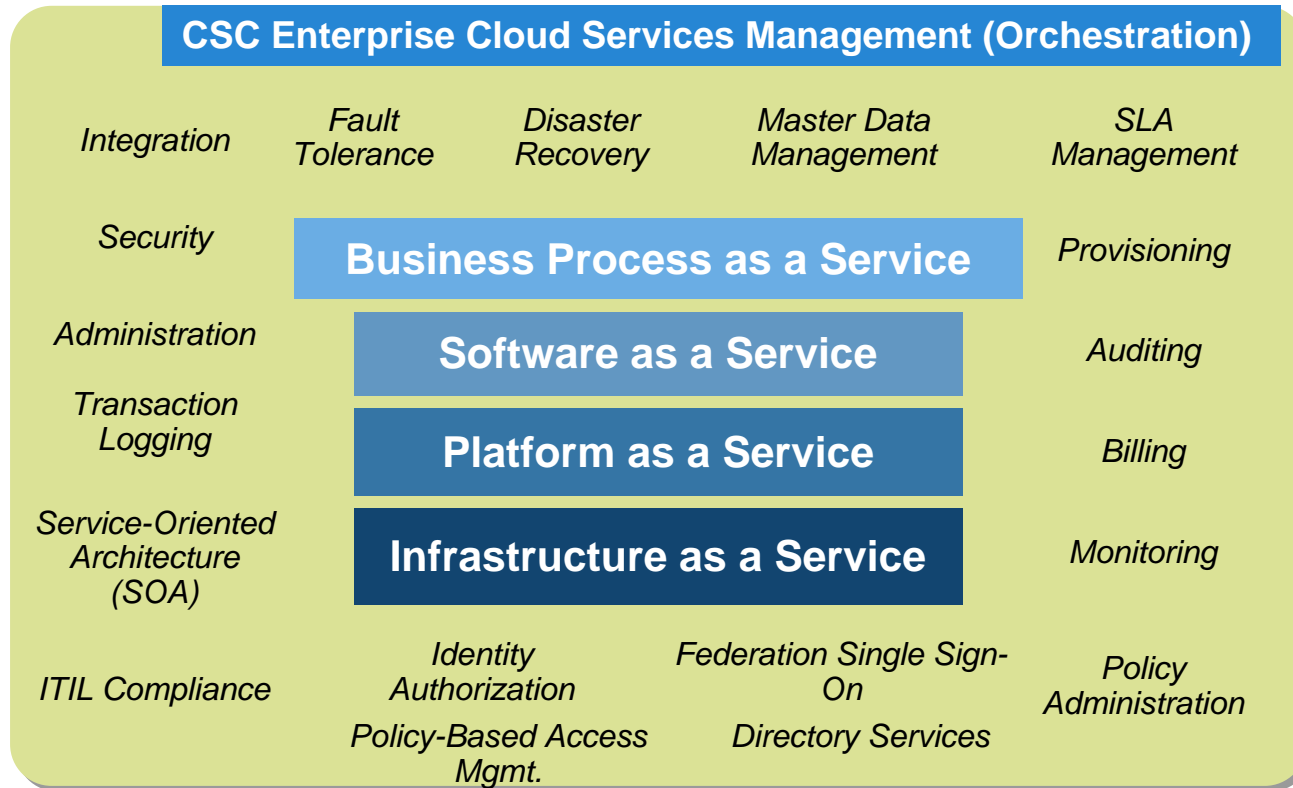 CSC Enterprise Cloud Services Management (Orchestration)
Integration
Fault
Tolerance
Disaster
Recovery
Master Data
Management
SLA
Management
Security
Business Process as a Service
Provisioning
Administration
Software as a Service
Auditing
Transaction
Logging
Platform as a Service
Billing
Service-Oriented
Architecture
(SOA)
Infrastructure as a Service
Monitoring
ITIL Compliance
Identity
Authorization
Federation Single Sign-
On
Policy
Administration
Policy-Based Access
Mgmt.
Directory Services